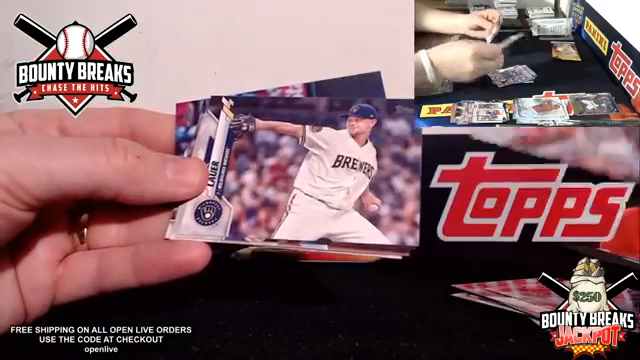 BOUNTY BREAKS
CHASE THE HITS
LAUER
BREWERS
PANINI
TOPPS
$250
BOUNTY BREAKS
JACKPOT
FREE SHIPPING ON ALL OPEN LIVE ORDERS
USE THE CODE AT CHECKOUT
openlive